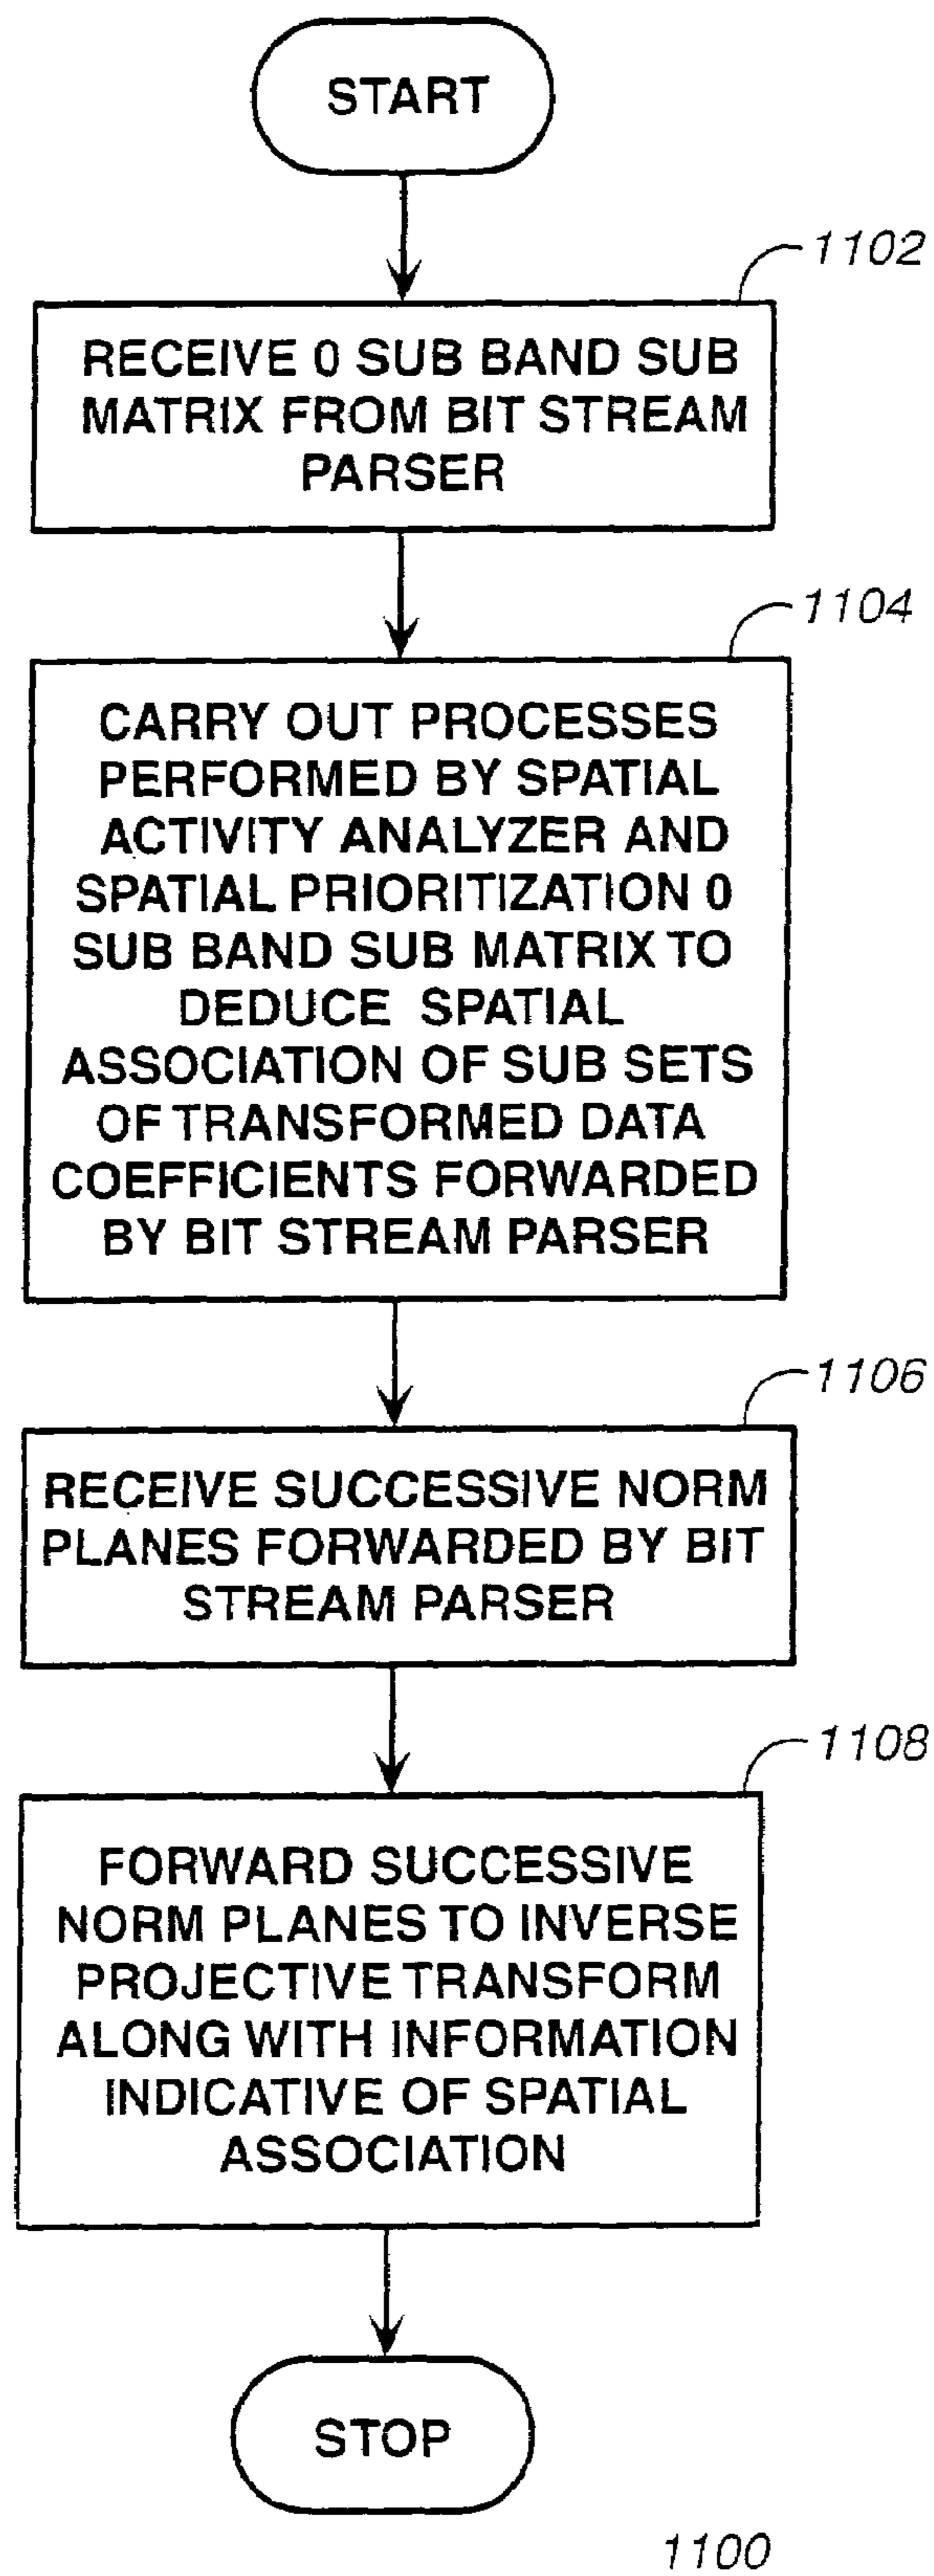 START
1102
RECEIVE 0 SUB BAND SUB
MATRIX FROM BIT STREAM
PARSER
1104
CARRY OUT PROCESSES
PERFORMED BY SPATIAL
ACTIVITY ANALYZER AND
SPATIAL PRIORITIZATION 0
SUB BAND SUB MATRIX TO
DEDUCE SPATIAL
ASSOCIATION OF SUB SETS
OF TRANSFORMED DATA
COEFFICIENTS FORWARDED
BY BIT STREAM PARSER
1106
RECEIVE SUCCESSIVE NORM
PLANES FORWARDED BY BIT
STREAM PARSER
1108
FORWARD SUCCESSIVE
NORM PLANES TO INVERSE
PROJECTIVE TRANSFORM
ALONG WITH INFORMATION
INDICATIVE OF SPATIAL
ASSOCIATION
STOP
1100